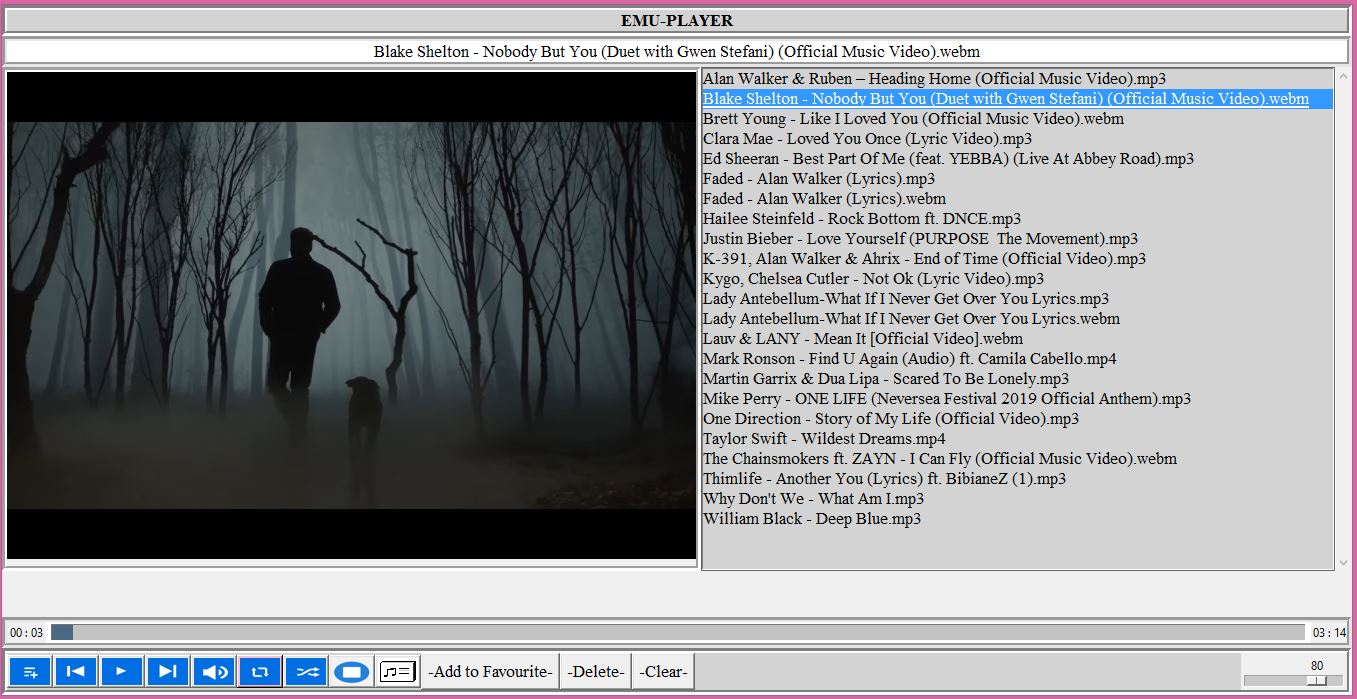 EMU-PLAYER
Blake Shelton - Nobody But You (Duet with Gwen Stefani) (Official Music Video).webm
Alan Walker & Ruben – Heading Home (Official Music Video).mp3
Blake Shelton - Nobody But You (Duet with Gwen Stefani) (Official Music Video).webm
Brett Young - Like I Loved You (Official Music Video).webm
Clara Mae - Loved You Once (Lyric Video).mp3
Ed Sheeran - Best Part Of Me (feat. YEBBA) (Live At Abbey Road).mp3
Faded - Alan Walker (Lyrics).mp3
Faded - Alan Walker (Lyrics).webm
Hailee Steinfeld - Rock Bottom ft. DNCE.mp3
Justin Bieber - Love Yourself (PURPOSE  The Movement).mp3
K-391, Alan Walker & Ahrix - End of Time (Official Video).mp3
Kygo, Chelsea Cutler - Not Ok (Lyric Video).mp3
Lady Antebellum-What If I Never Get Over You Lyrics.mp3
Lady Antebellum-What If I Never Get Over You Lyrics.webm
Lauv & LANY - Mean It [Official Video].webm
Mark Ronson - Find U Again (Audio) ft. Camila Cabello.mp4
Martin Garrix & Dua Lipa - Scared To Be Lonely.mp3
Mike Perry - ONE LIFE (Neversea Festival 2019 Official Anthem).mp3
One Direction - Story of My Life (Official Video).mp3
Taylor Swift - Wildest Dreams.mp4
The Chainsmokers ft. ZAYN - I Can Fly (Official Music Video).webm
Thimlife - Another You (Lyrics) ft. BibianeZ (1).mp3
Why Don't We - What Am I.mp3
William Black - Deep Blue.mp3
00 : 03
03 : 14
-Add to Favourite- -Delete- -Clear-
80